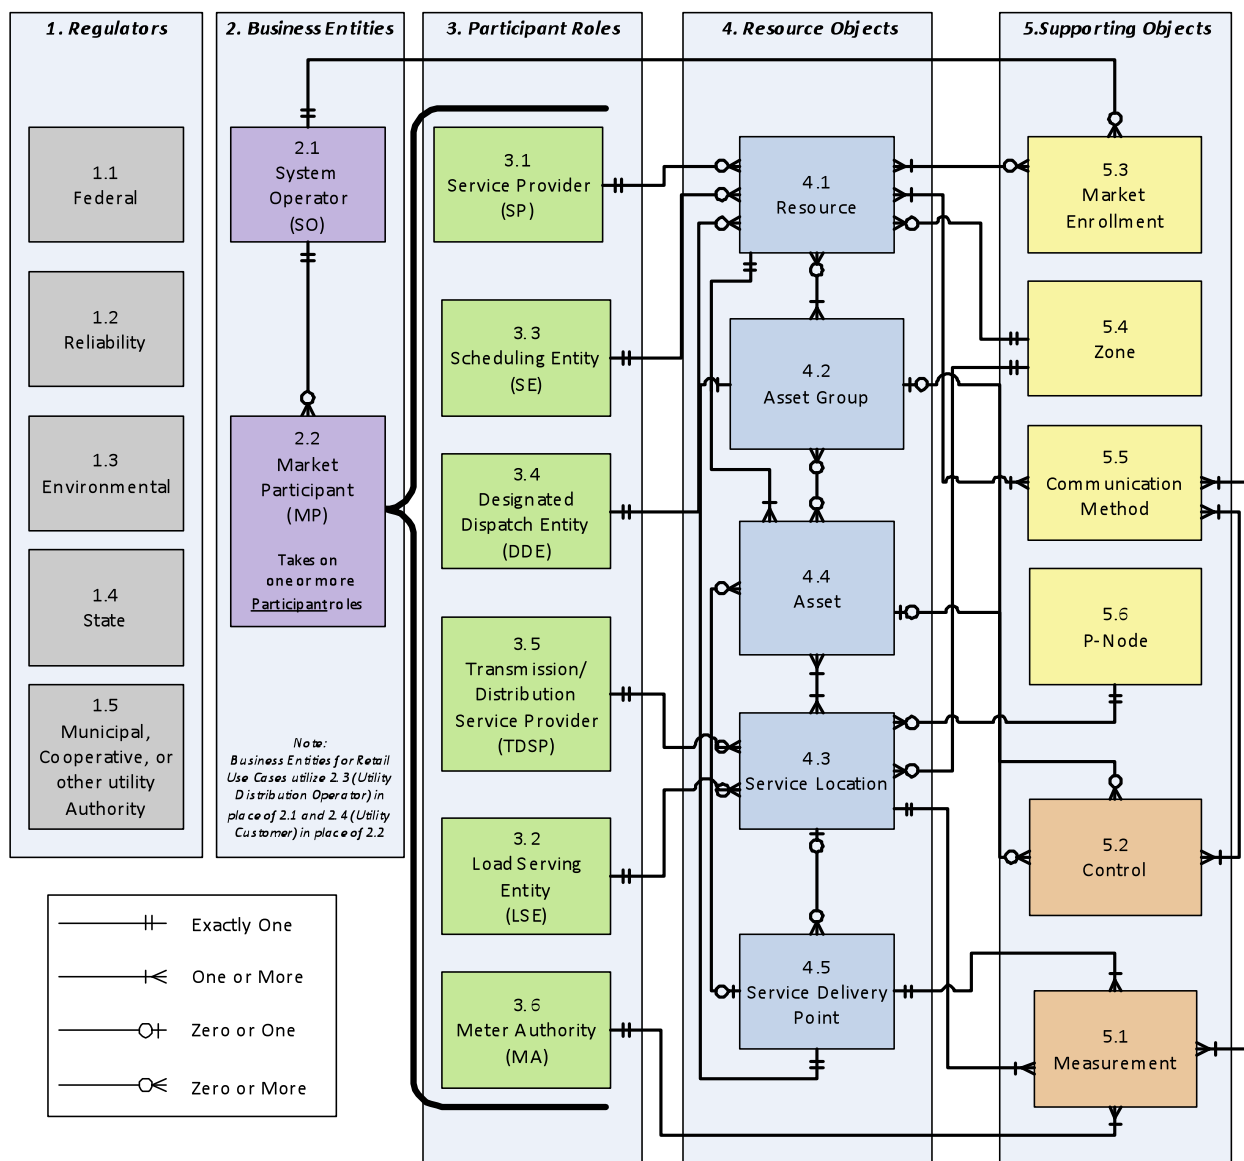 1. Regulators
1.1
Federal
1.2
Reliability
1.3
Environmental
1.4
State
1.5
Municipal,
Cooperative, or
other utility
Authority
2. Business Entities
2.1
System
Operator
(SO)
2.2
Market
Participant
(MP)
Takes on
one or more
Participant roles
Note:
Business Entities for Retail
Use Cases utilize 2.3 (Utility
Distribution Operator) in
place of 2.1 and 2.4 (Utility
Customer) in place of 2.2
3. Participant Roles
3.1
Service Provider
(SP)
3.3
Scheduling Entity
(SE)
3.4
Designated
Dispatch Entity
(DDE)
3.5
Transmission/
Distribution
Service Provider
(TDSP)
3.2
Load Serving
Entity
(LSE)
3.6
Meter Authority
(MA)
4. Resource Objects
4.1
Resource
4.2
Asset Group
4.4
Asset
4.3
Service Location
4.5
Service Delivery
Point
5.Supporting Objects
5.3
Market
Enrollment
5.4
Zone
5.5
Communication
Method
5.6
P-Node
5.2
Control
5.1
Measurement
Exactly One
One or More
Zero or One
Zero or More